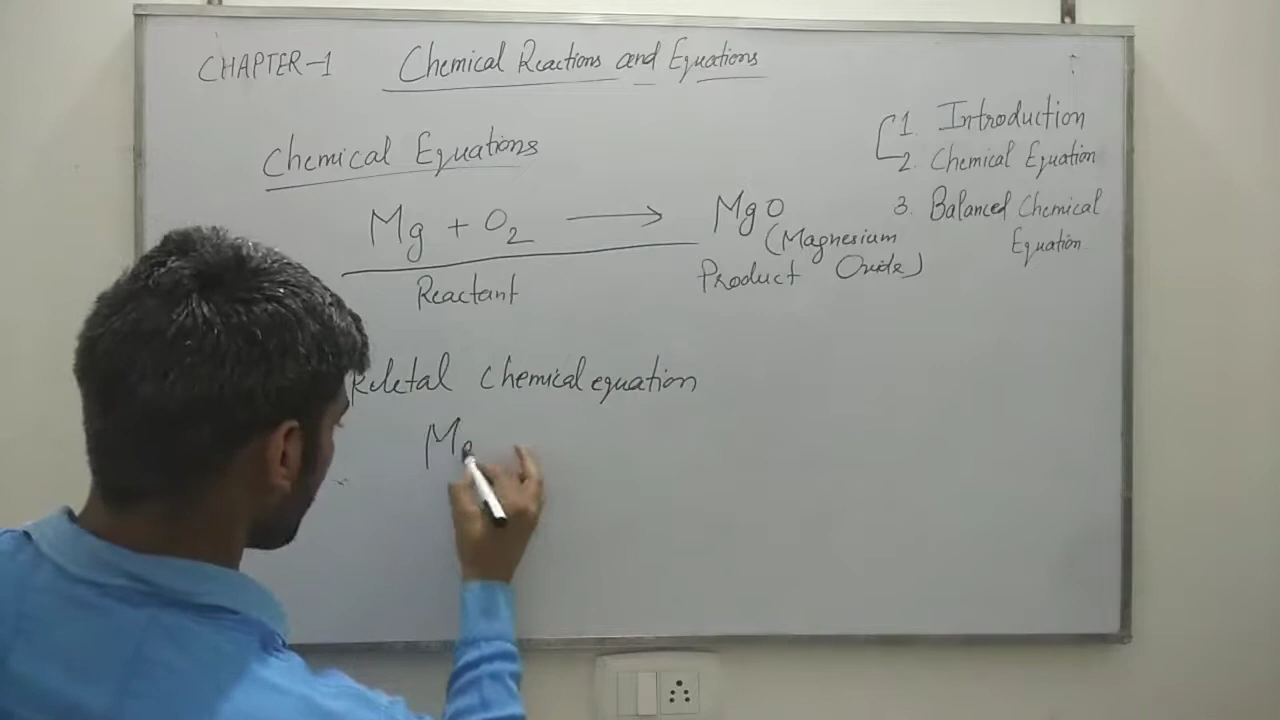 CHAPTER-1 Chemical Reactions and Equations
Chemical Equations
Mg + O₂ ⟶ MgO
(Magnesium
Oxide)
Reactant
Product
1. Introduction
2. Chemical Equation
3. Balanced Chemical
Equation
keletal chemical equation
M